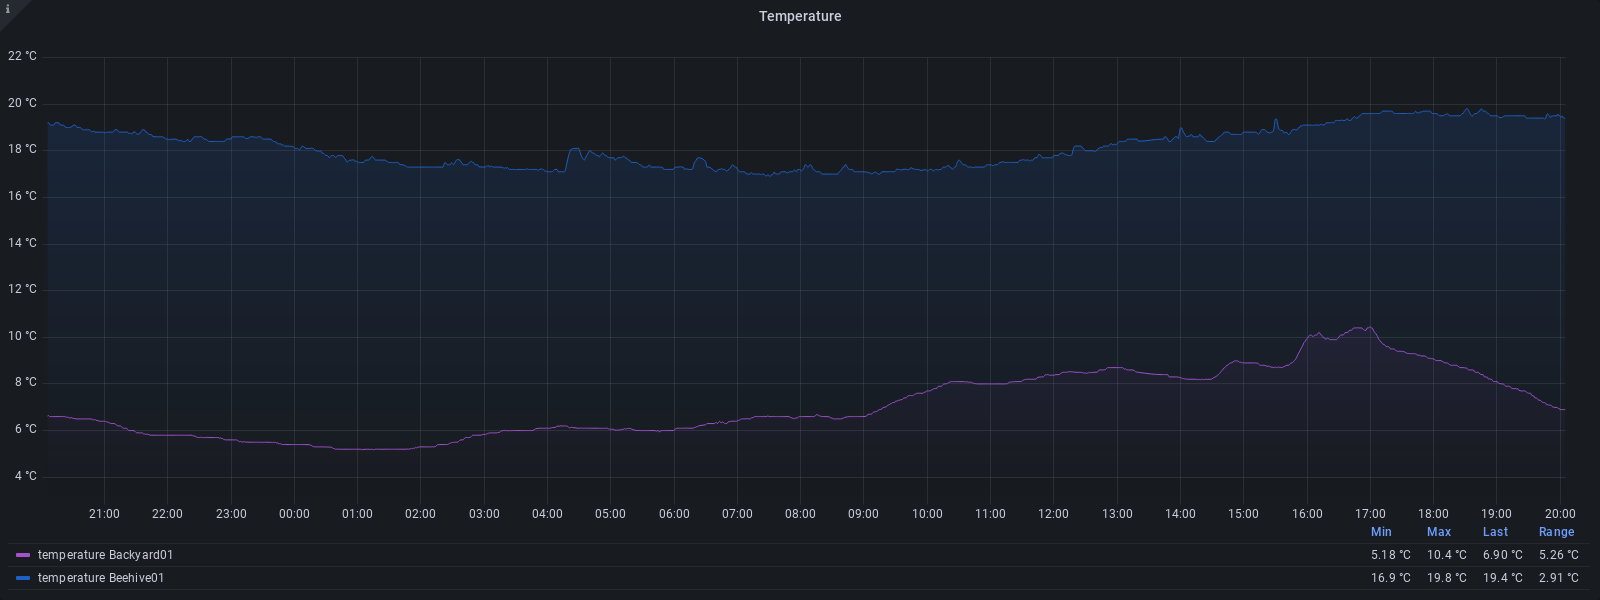 i
Temperature
22 °C
20 °C
18 °C
16 °C
14 °C
12 °C
10 °C
8 °C
6 °C
4 °C
21:00 22:00 23:00 00:00 01:00 02:00 03:00 04:00 05:00 06:00 07:00 08:00 09:00 10:00 11:00 12:00 13:00 14:00 15:00 16:00 17:00 18:00 19:00 20:00
Min Max Last Range
temperature Backyard01 5.18 °C 10.4 °C 6.90 °C 5.26 °C
temperature Beehive01 16.9 °C 19.8 °C 19.4 °C 2.91 °C